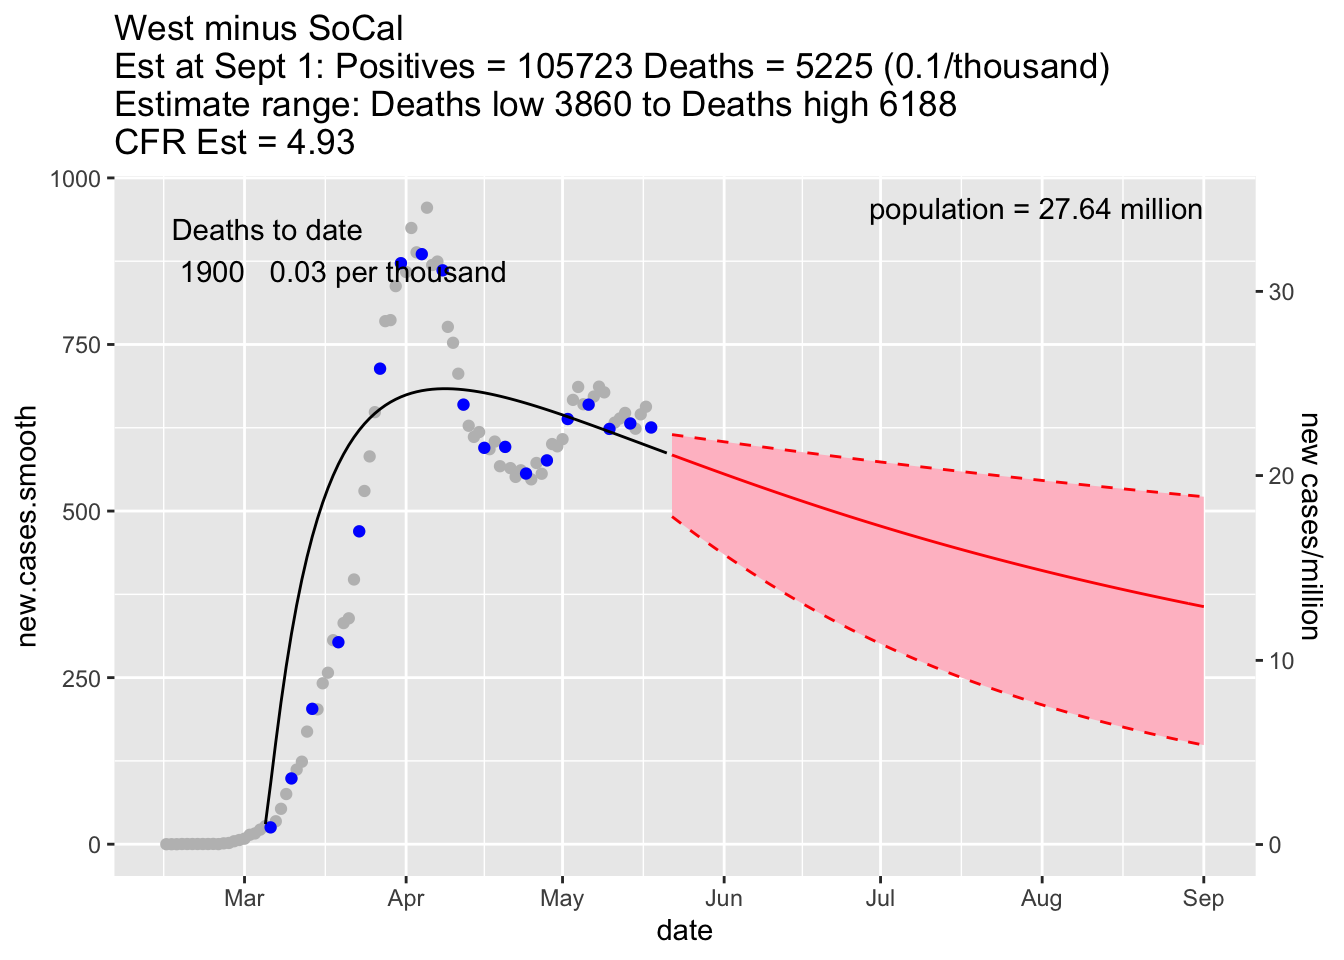 West minus SoCal
Est at Sept 1: Positives = 105723 Deaths = 5225 (0.1/thousand)
Estimate range: Deaths low 3860 to Deaths high 6188
CFR Est = 4.93
population = 27.64 million
Deaths to date
1900 0.03 per thousand
1000
750
500
250
0
new.cases.smooth
30
20
10
0
new cases/million
Mar Apr May Jun Jul Aug Sep
date